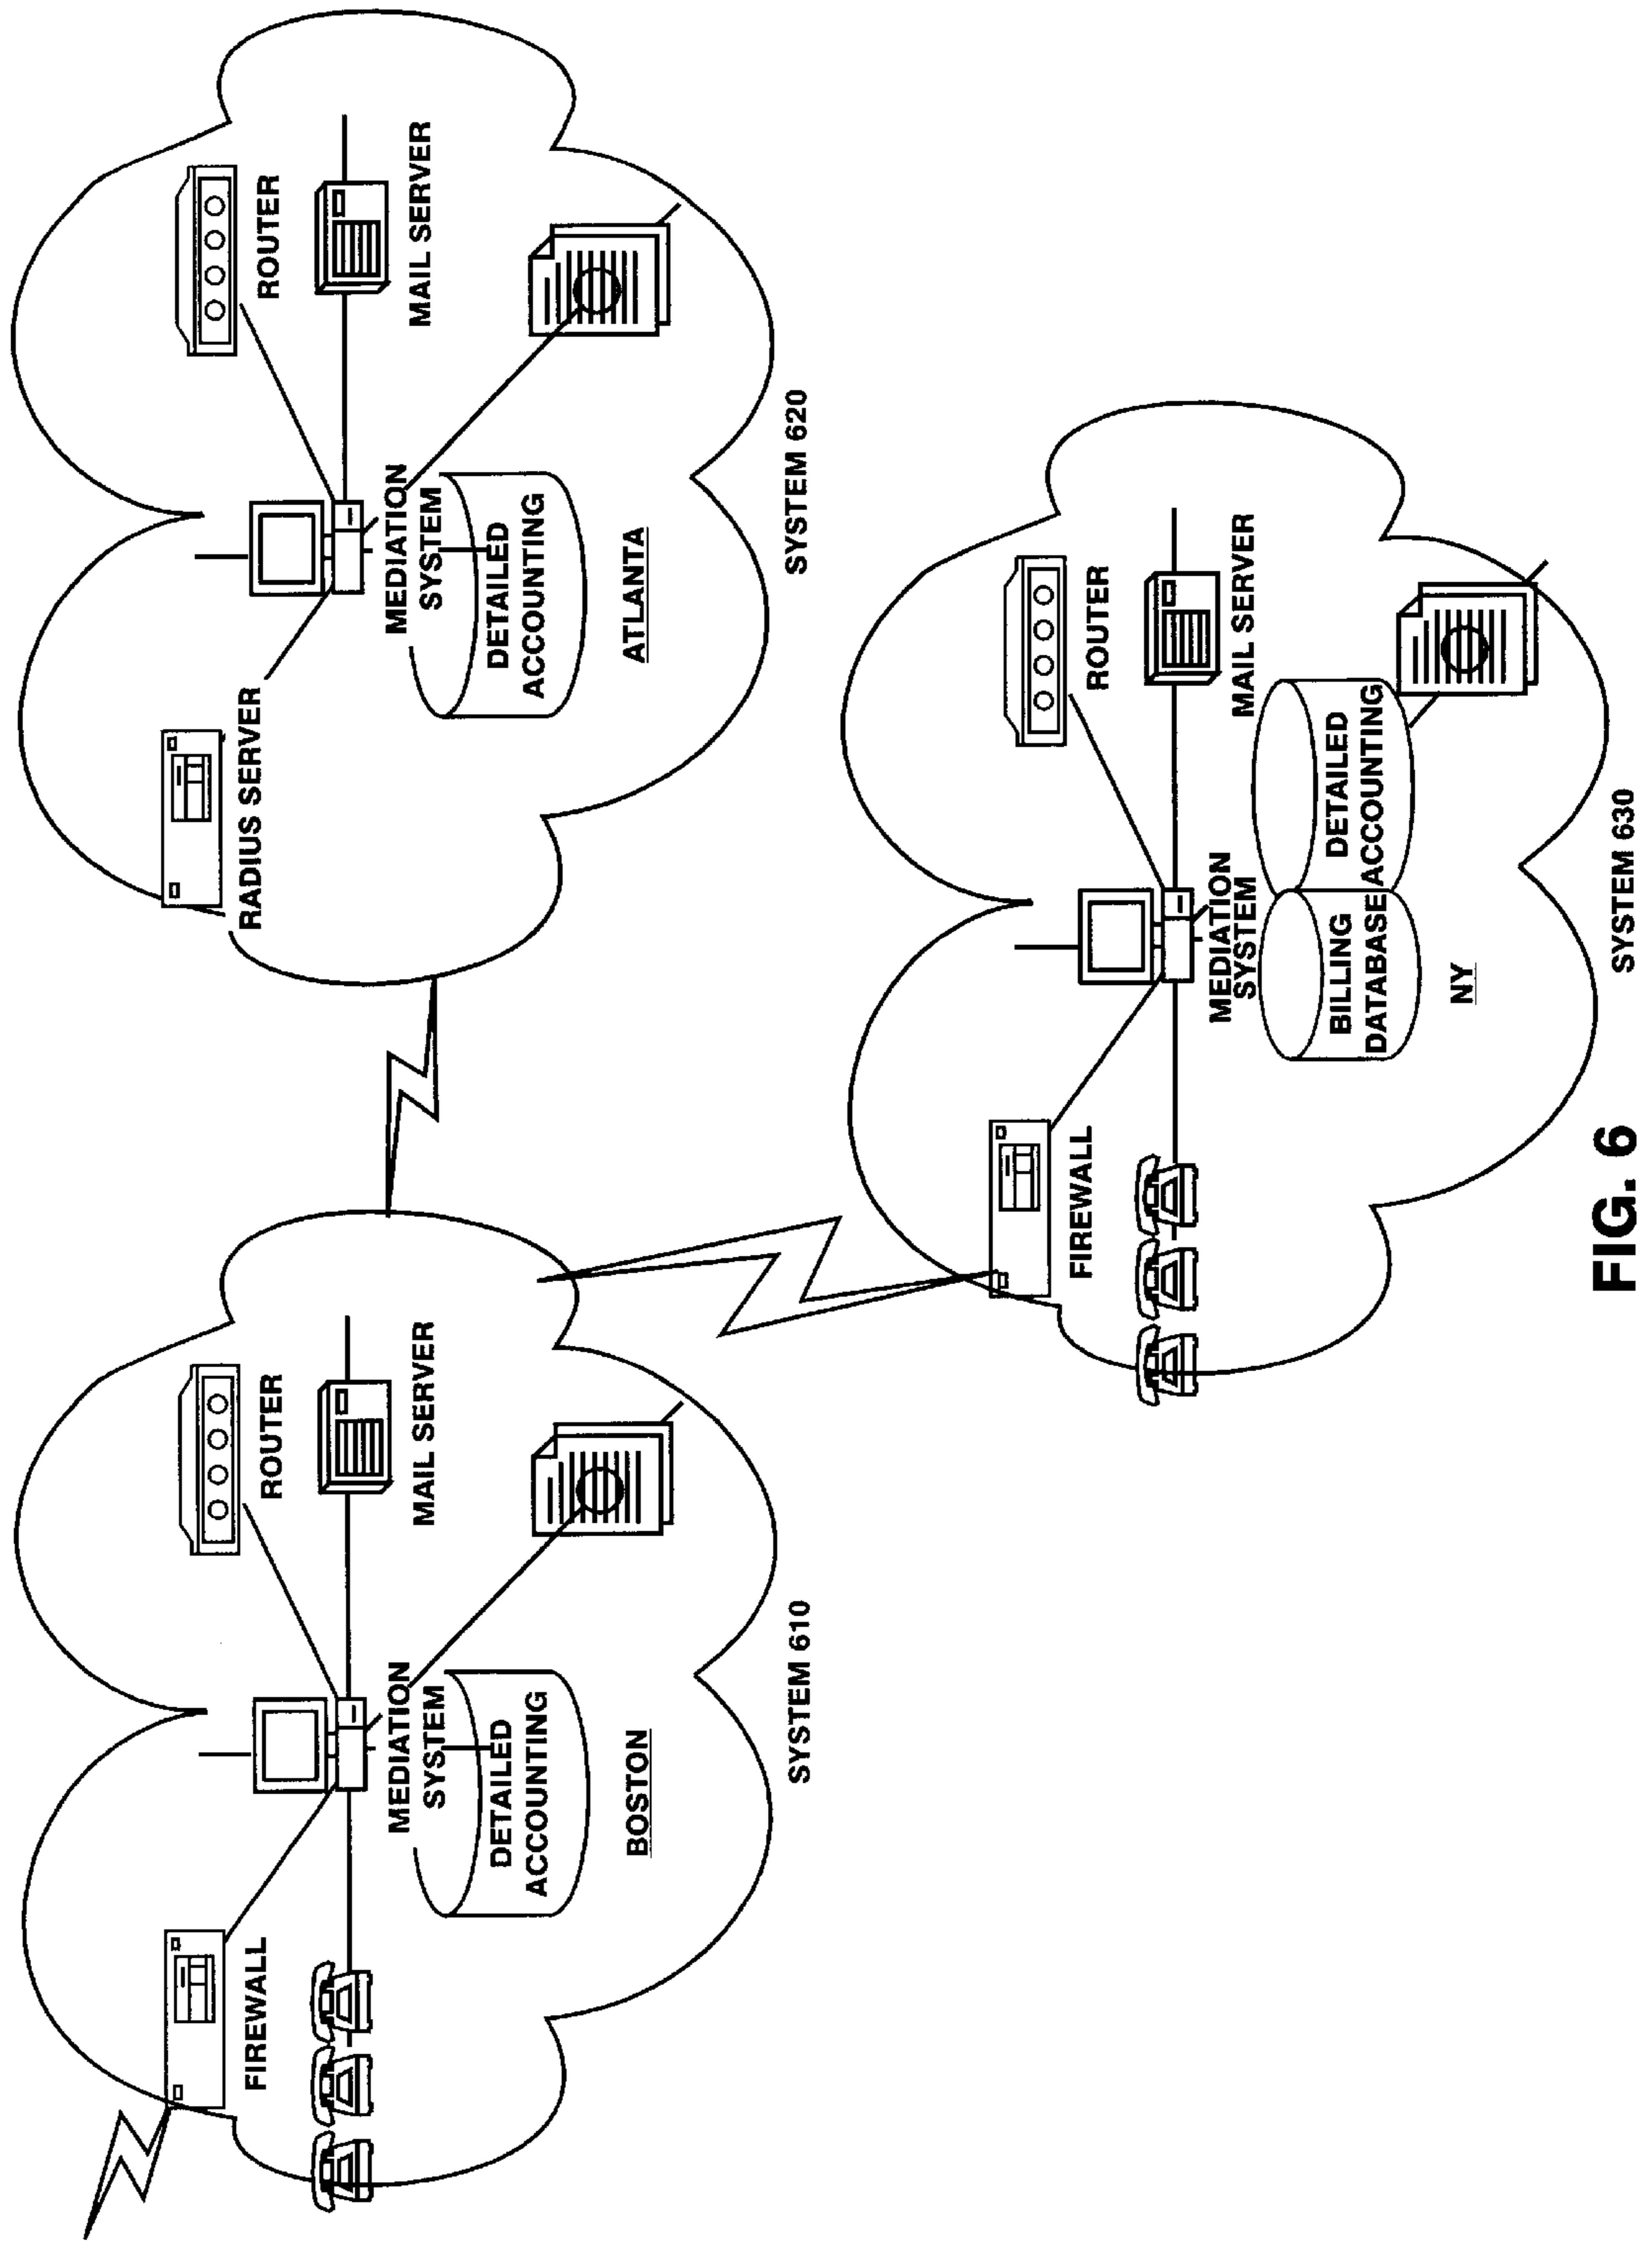 FIREWALL
ROUTER
MAIL SERVER
MEDIATION
SYSTEM
DETAILED
ACCOUNTING
BOSTON
SYSTEM 610
RADIUS SERVER
ROUTER
MAIL SERVER
MEDIATION
SYSTEM
DETAILED
ACCOUNTING
ATLANTA
SYSTEM 620
FIREWALL
ROUTER
MAIL SERVER
MEDIATION
SYSTEM
BILLING
DATABASE
DETAILED
ACCOUNTING
NY
SYSTEM 630
FIG. 6